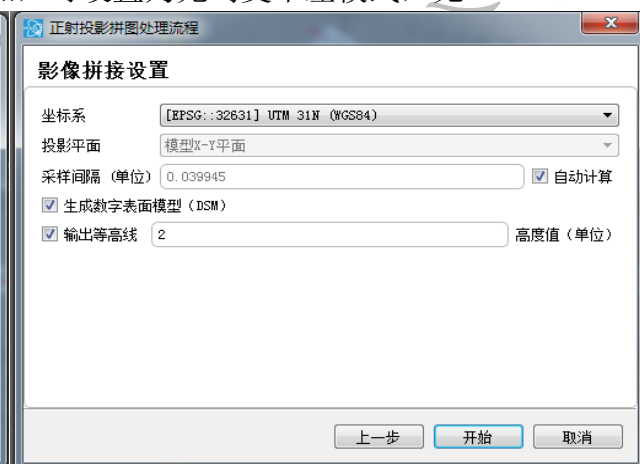 正射投影拼图处理流程
影像拼接设置
坐标系 [EPSG::32631] UTM 31N (WGS84)
投影平面 模型X-Y平面
采样间隔 (单位) 0.039945 自动计算
生成数字表面模型 (DSM)
输出等高线 2 高度值 (单位)
上一步 开始 取消